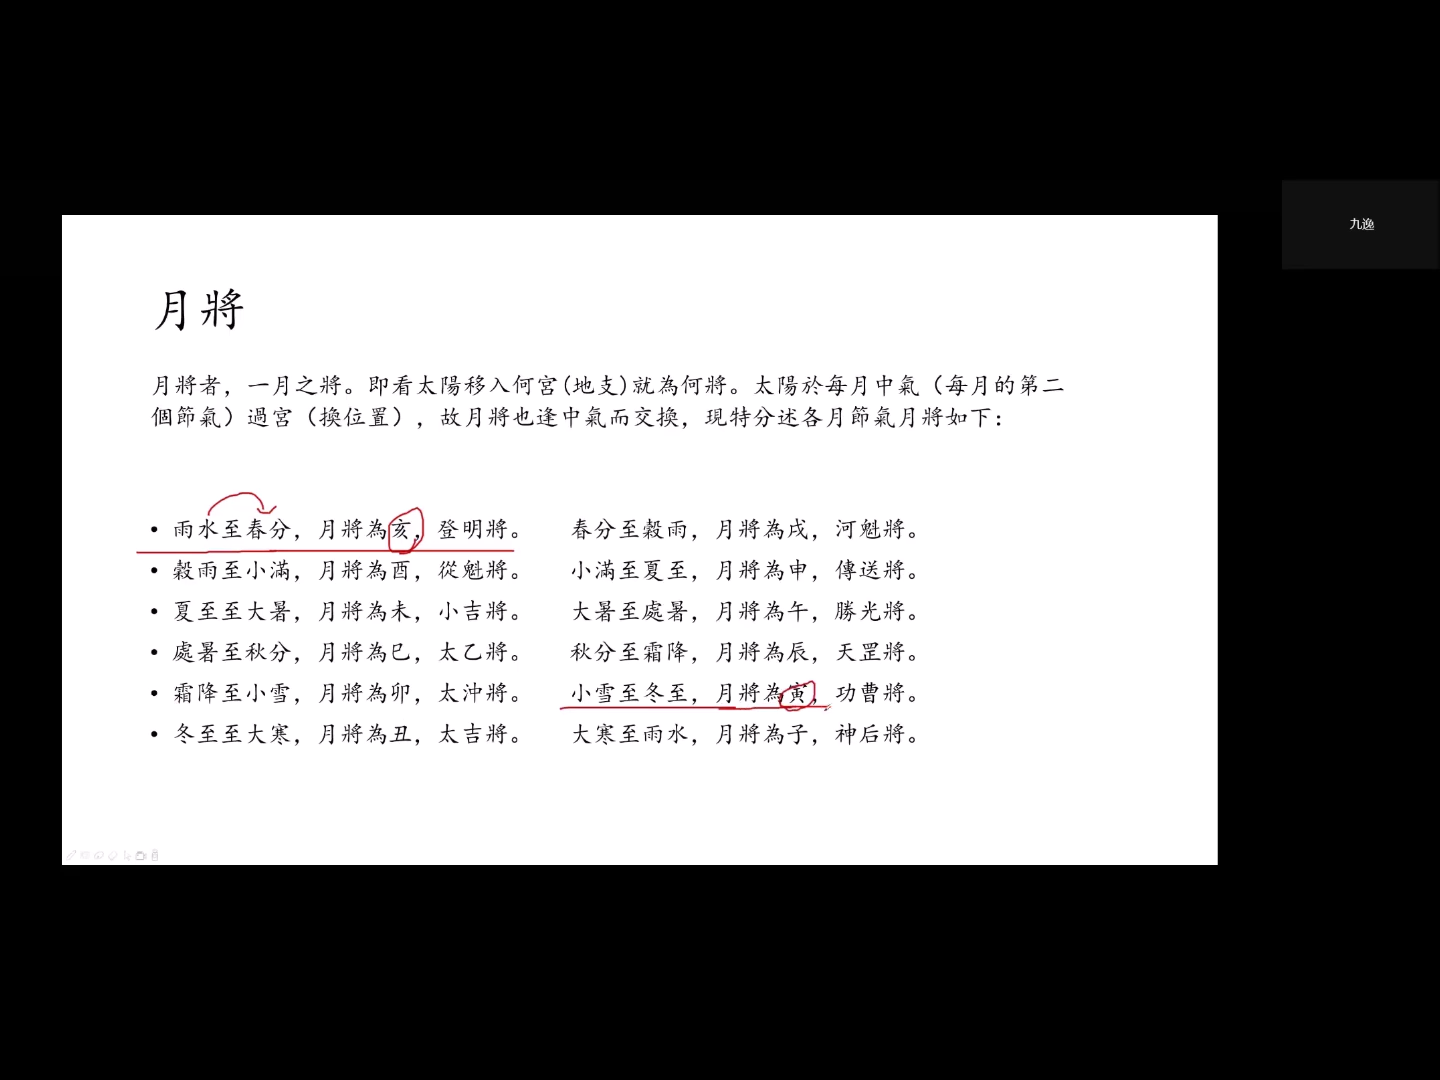 九逸
月將
月將者，一月之將。即看太陽移入何宮(地支)就為何將。太陽於每月中氣（每月的第二
個節氣）過宮（換位置），故月將也逢中氣而交換，現特分述各月節氣月將如下：
• 雨水至春分，月將為亥，登明將。 春分至穀雨，月將為戌，河魁將。
• 穀雨至小滿，月將為酉，從魁將。 小滿至夏至，月將為申，傳送將。
• 夏至至大暑，月將為未，小吉將。 大暑至處暑，月將為午，勝光將。
• 處暑至秋分，月將為巳，太乙將。 秋分至霜降，月將為辰，天罡將。
• 霜降至小雪，月將為卯，太沖將。 小雪至冬至，月將為寅，功曹將。
• 冬至至大寒，月將為丑，太吉將。 大寒至雨水，月將為子，神后將。